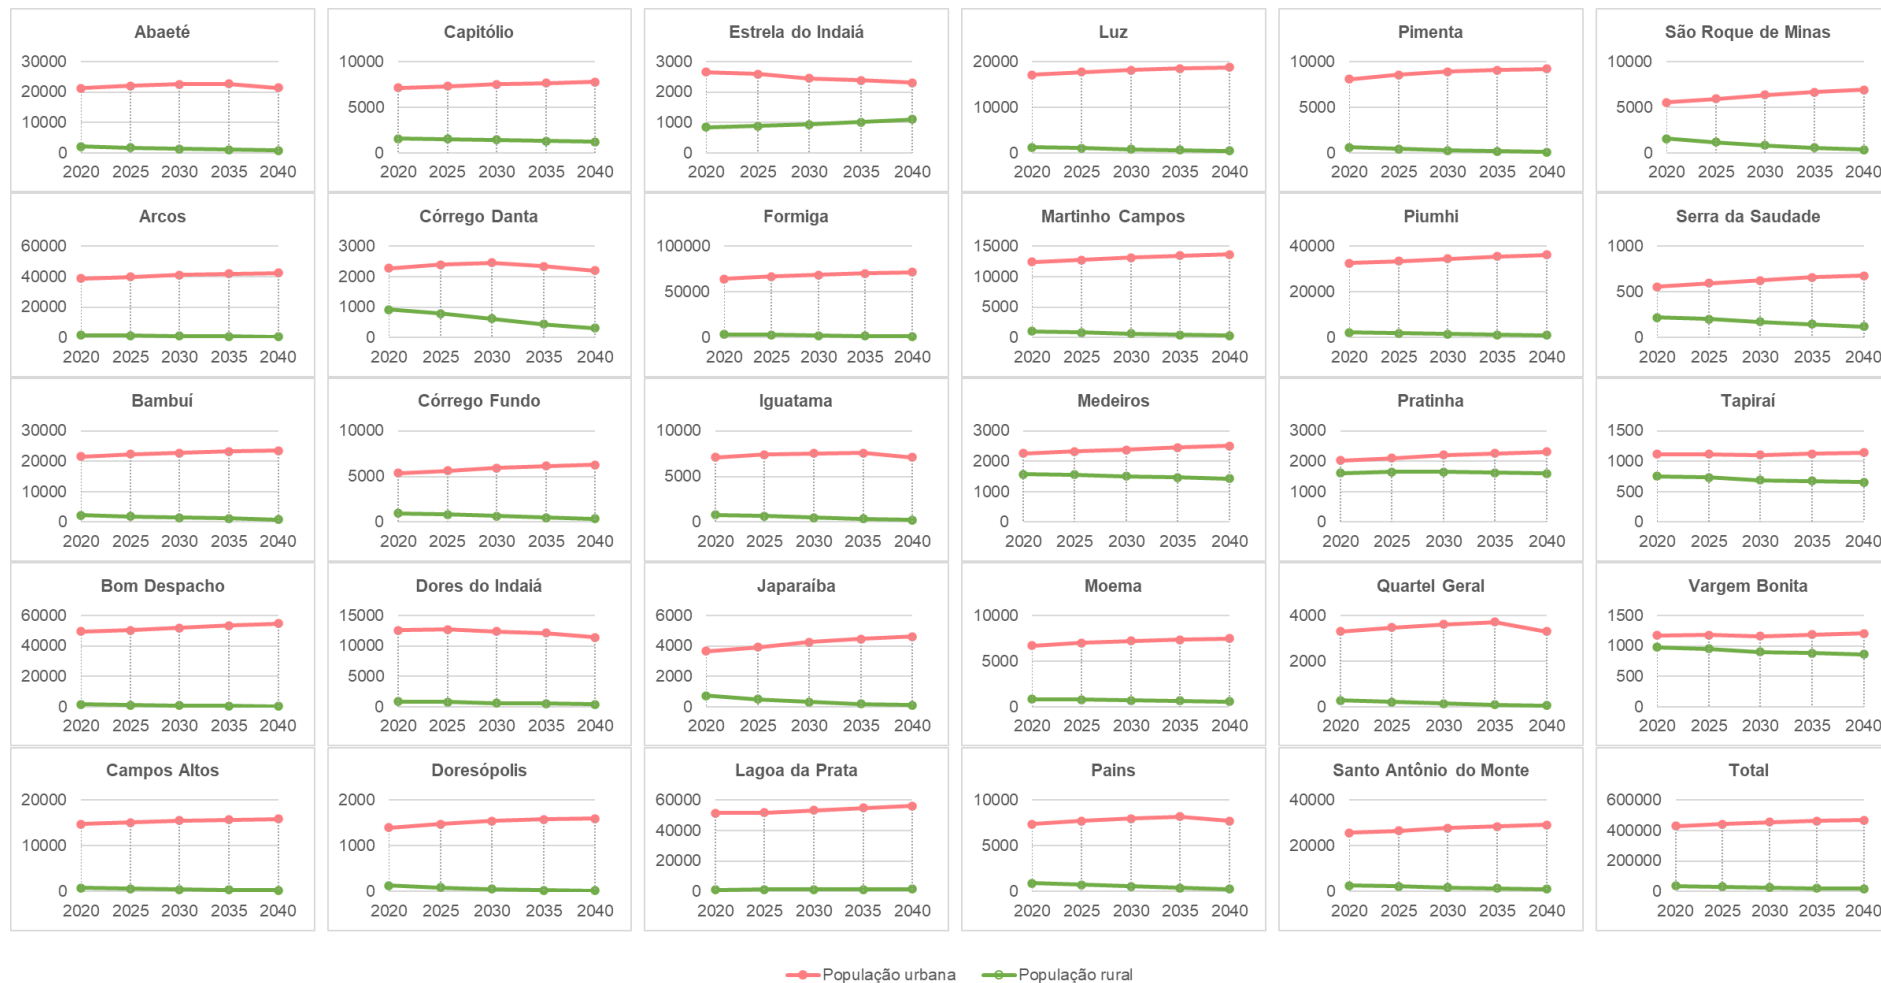 Abaeté
30000
20000
10000
0
2020 2025 2030 2035 2040
Capitólio
10000
5000
0
2020 2025 2030 2035 2040
Estrela do Indaiá
3000
2000
1000
0
2020 2025 2030 2035 2040
Luz
20000
10000
0
2020 2025 2030 2035 2040
Pimenta
10000
5000
0
2020 2025 2030 2035 2040
São Roque de Minas
10000
5000
0
2020 2025 2030 2035 2040
Arcos
60000
40000
20000
0
2020 2025 2030 2035 2040
Córrego Danta
3000
2000
1000
0
2020 2025 2030 2035 2040
Formiga
100000
50000
0
2020 2025 2030 2035 2040
Martinho Campos
15000
10000
5000
0
2020 2025 2030 2035 2040
Piumhi
40000
20000
0
2020 2025 2030 2035 2040
Serra da Saudade
1000
500
0
2020 2025 2030 2035 2040
Bambuí
30000
20000
10000
0
2020 2025 2030 2035 2040
Córrego Fundo
10000
5000
0
2020 2025 2030 2035 2040
Iguatama
10000
5000
0
2020 2025 2030 2035 2040
Medeiros
3000
2000
1000
0
2020 2025 2030 2035 2040
Pratinha
3000
2000
1000
0
2020 2025 2030 2035 2040
Tapiraí
1500
1000
500
0
2020 2025 2030 2035 2040
Bom Despacho
60000
40000
20000
0
2020 2025 2030 2035 2040
Dores do Indaiá
15000
10000
5000
0
2020 2025 2030 2035 2040
Japaraíba
6000
4000
2000
0
2020 2025 2030 2035 2040
Moema
10000
5000
0
2020 2025 2030 2035 2040
Quartel Geral
4000
2000
0
2020 2025 2030 2035 2040
Vargem Bonita
1500
1000
500
0
2020 2025 2030 2035 2040
Campos Altos
20000
10000
0
2020 2025 2030 2035 2040
Doresópolis
2000
1000
0
2020 2025 2030 2035 2040
Lagoa da Prata
60000
40000
20000
0
2020 2025 2030 2035 2040
Pains
10000
5000
0
2020 2025 2030 2035 2040
Santo Antônio do Monte
40000
20000
0
2020 2025 2030 2035 2040
Total
600000
400000
200000
0
2020 2025 2030 2035 2040
População urbana População rural